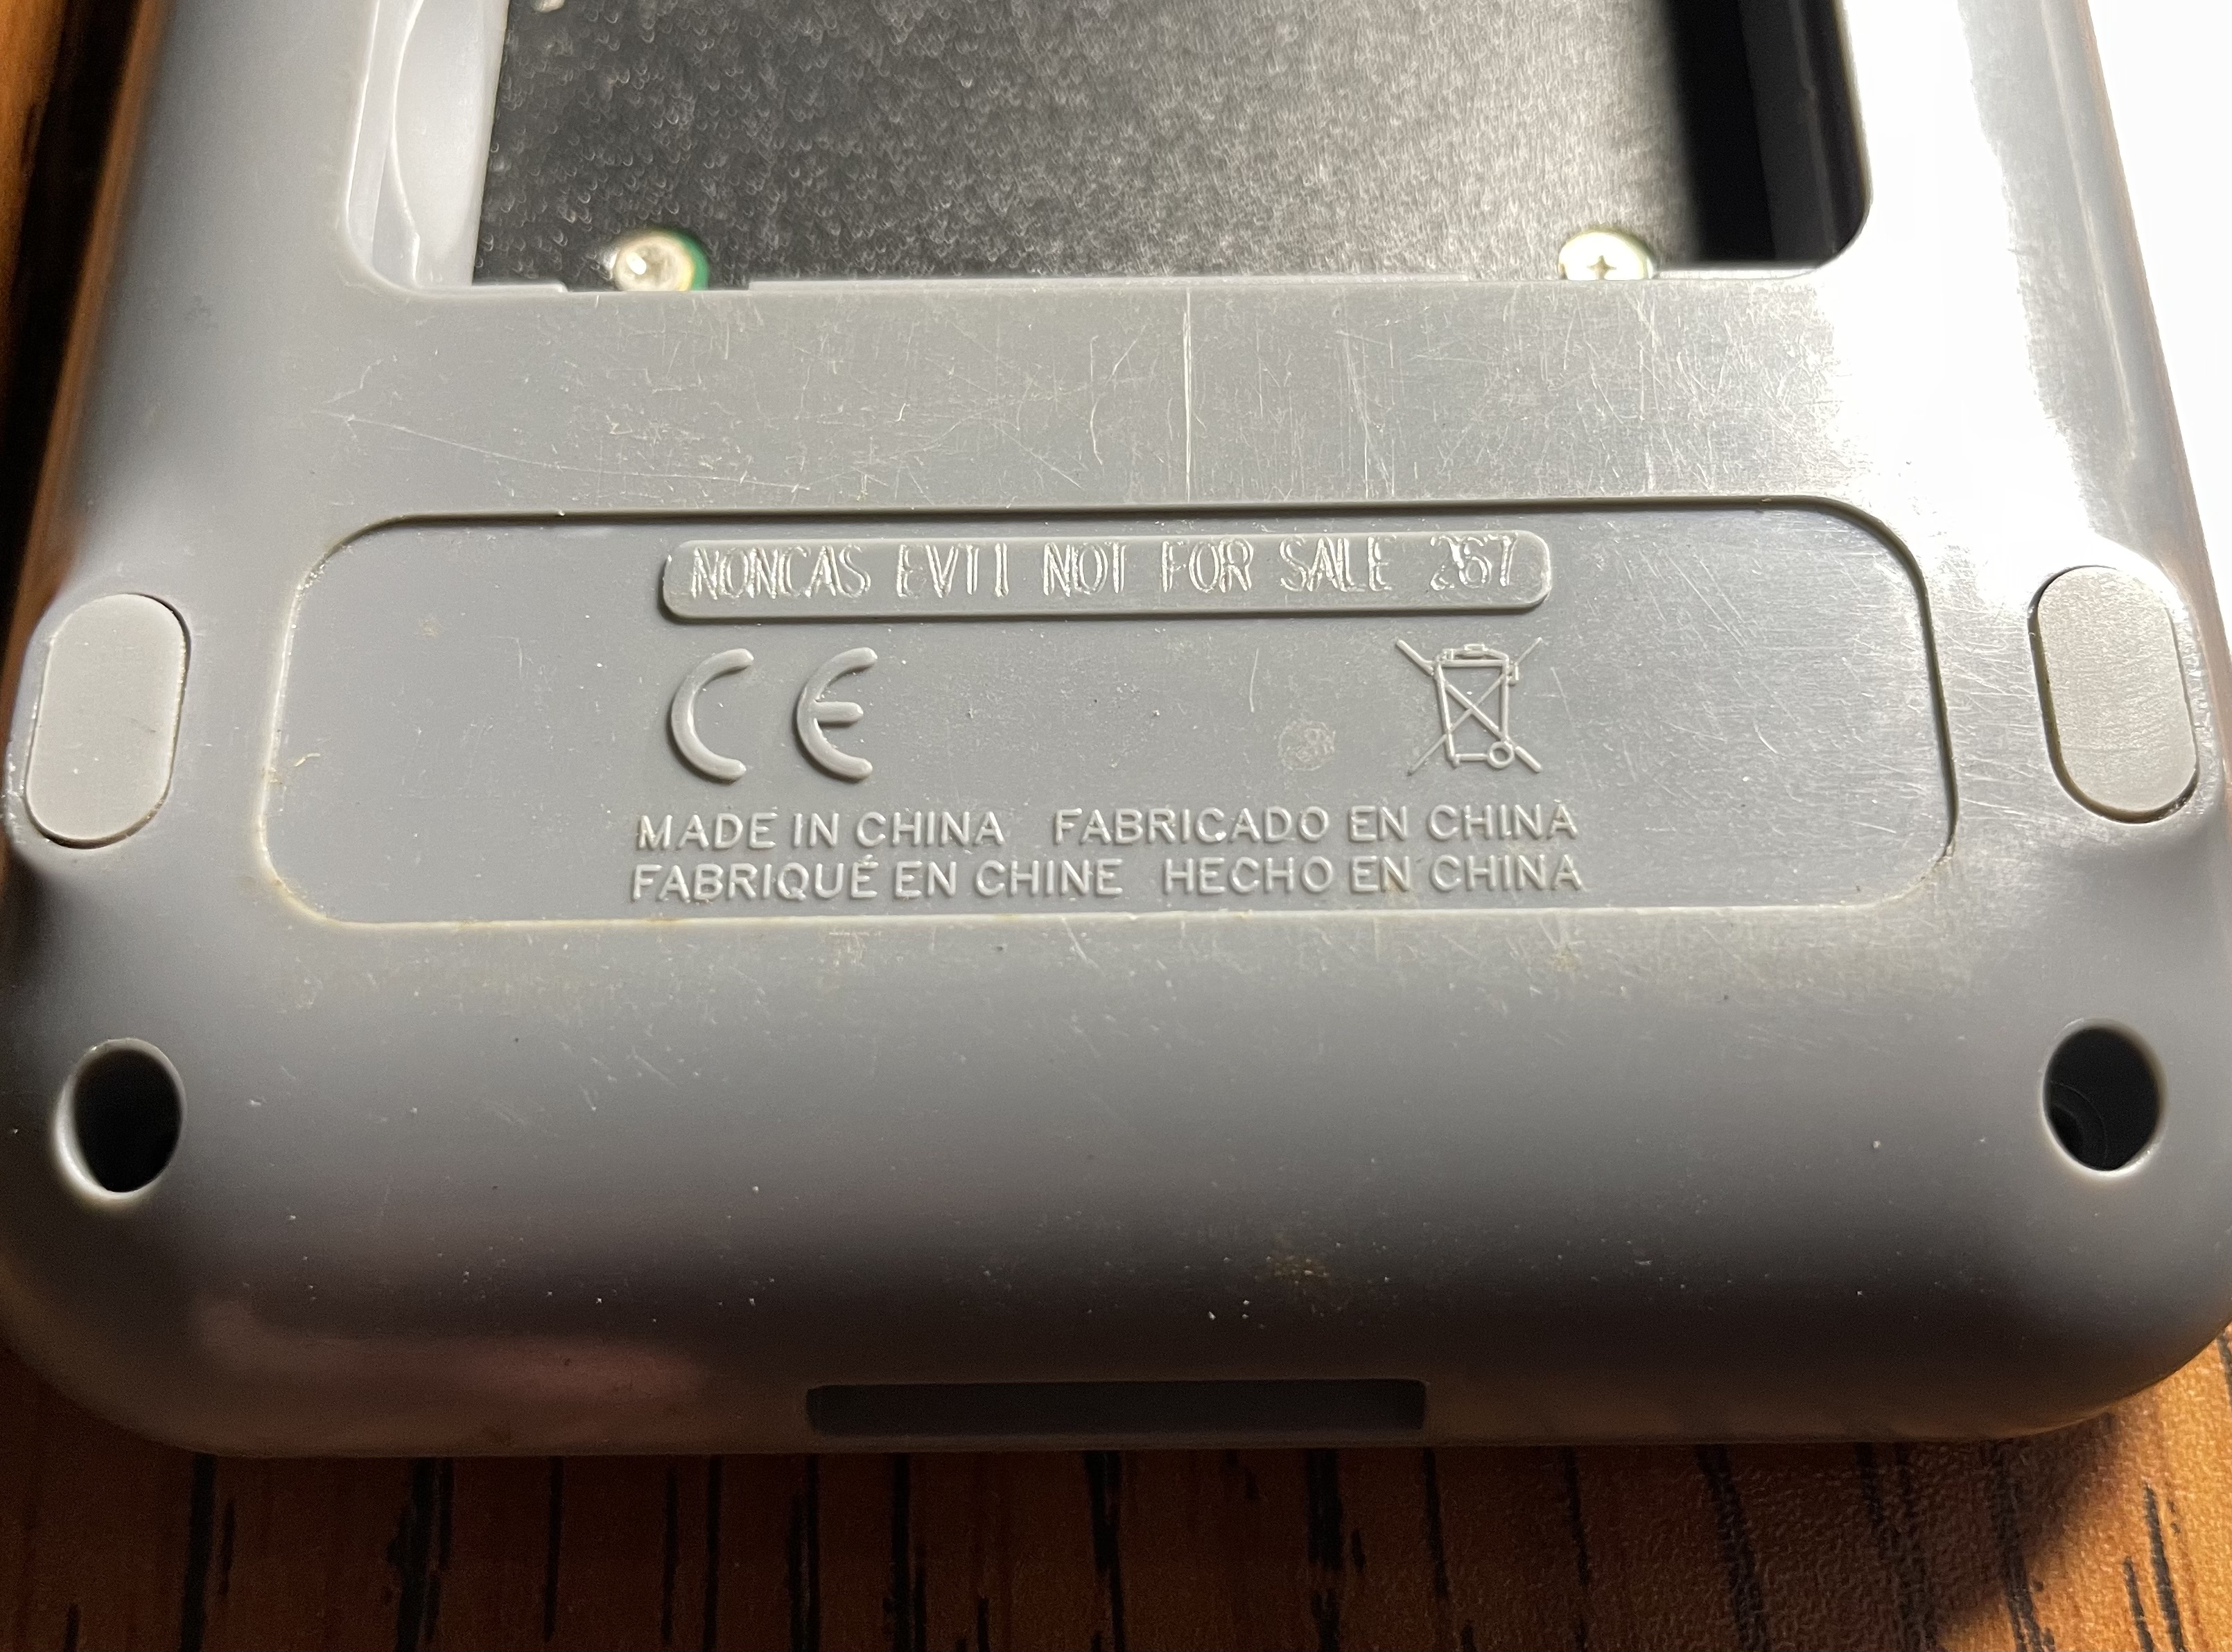 NONCAS EVT1 NOT FOR SALE 267
CE
MADE IN CHINA FABRICADO EN CHINA
FABRIQUÉ EN CHINE HECHO EN CHINA